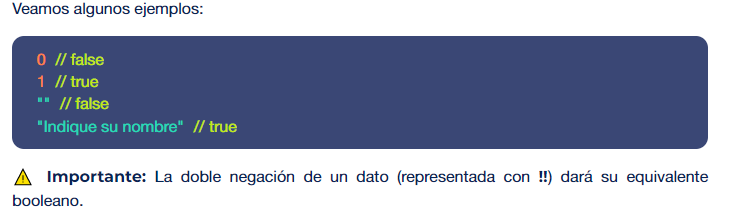 Veamos algunos ejemplos:
0 // false
1 // true
"" // false
"Indique su nombre" // true
⚠ Importante: La doble negación de un dato (representada con !!) dará su equivalente
booleano.